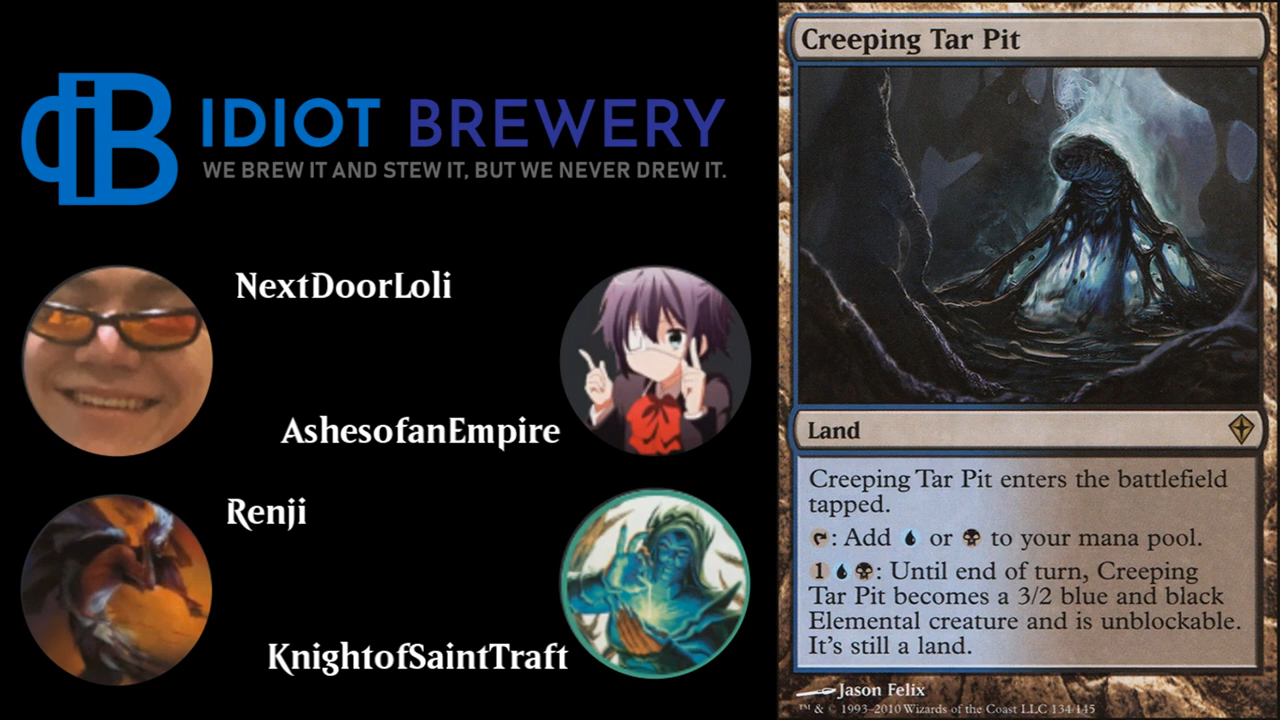 iB IDIOT BREWERY
WE BREW IT AND STEW IT, BUT WE NEVER DREW IT.
NextDoorLoli
AshesofanEmpire
Renji
KnightofSaintTraft
Creeping Tar Pit
Land
Creeping Tar Pit enters the battlefield
tapped.
: Add or to your mana pool.
1 : Until end of turn, Creeping
Tar Pit becomes a 3/2 blue and black
Elemental creature and is unblockable.
It's still a land.
Jason Felix
™ & © 1993–2010 Wizards of the Coast LLC 134/145